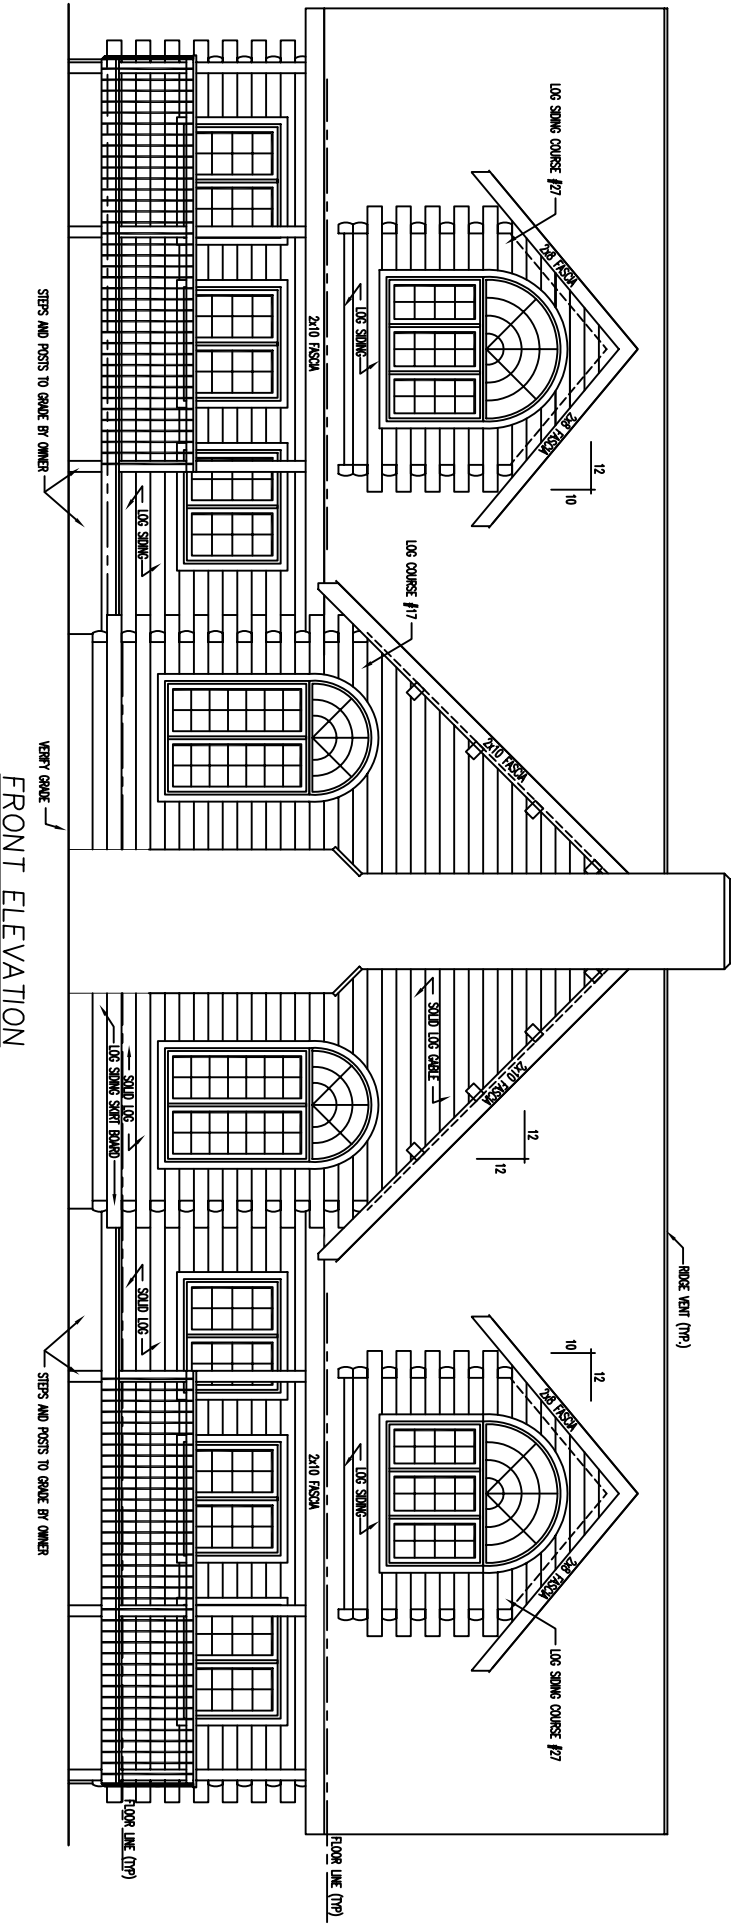 RIDGE VENT (TYP.)
LOG SIDING COURSE #27
2x8 FASCIA
2x8 FASCIA
12
10
LOG SIDING
2x10 FASCIA
LOG COURSE #17
2x10 FASCIA
2x10 FASCIA
12
12
SOLID LOG GABLE
12
10
2x8 FASCIA
2x8 FASCIA
LOG SIDING COURSE #27
LOG SIDING
2x10 FASCIA
FLOOR LINE (TYP)
LOG SIDING
SOLID LOG
LOG SIDING SKIRT BOARD
SOLID LOG
FLOOR LINE (TYP)
STEPS AND POSTS TO GRADE BY OWNER
VERIFY GRADE
STEPS AND POSTS TO GRADE BY OWNER
FRONT ELEVATION